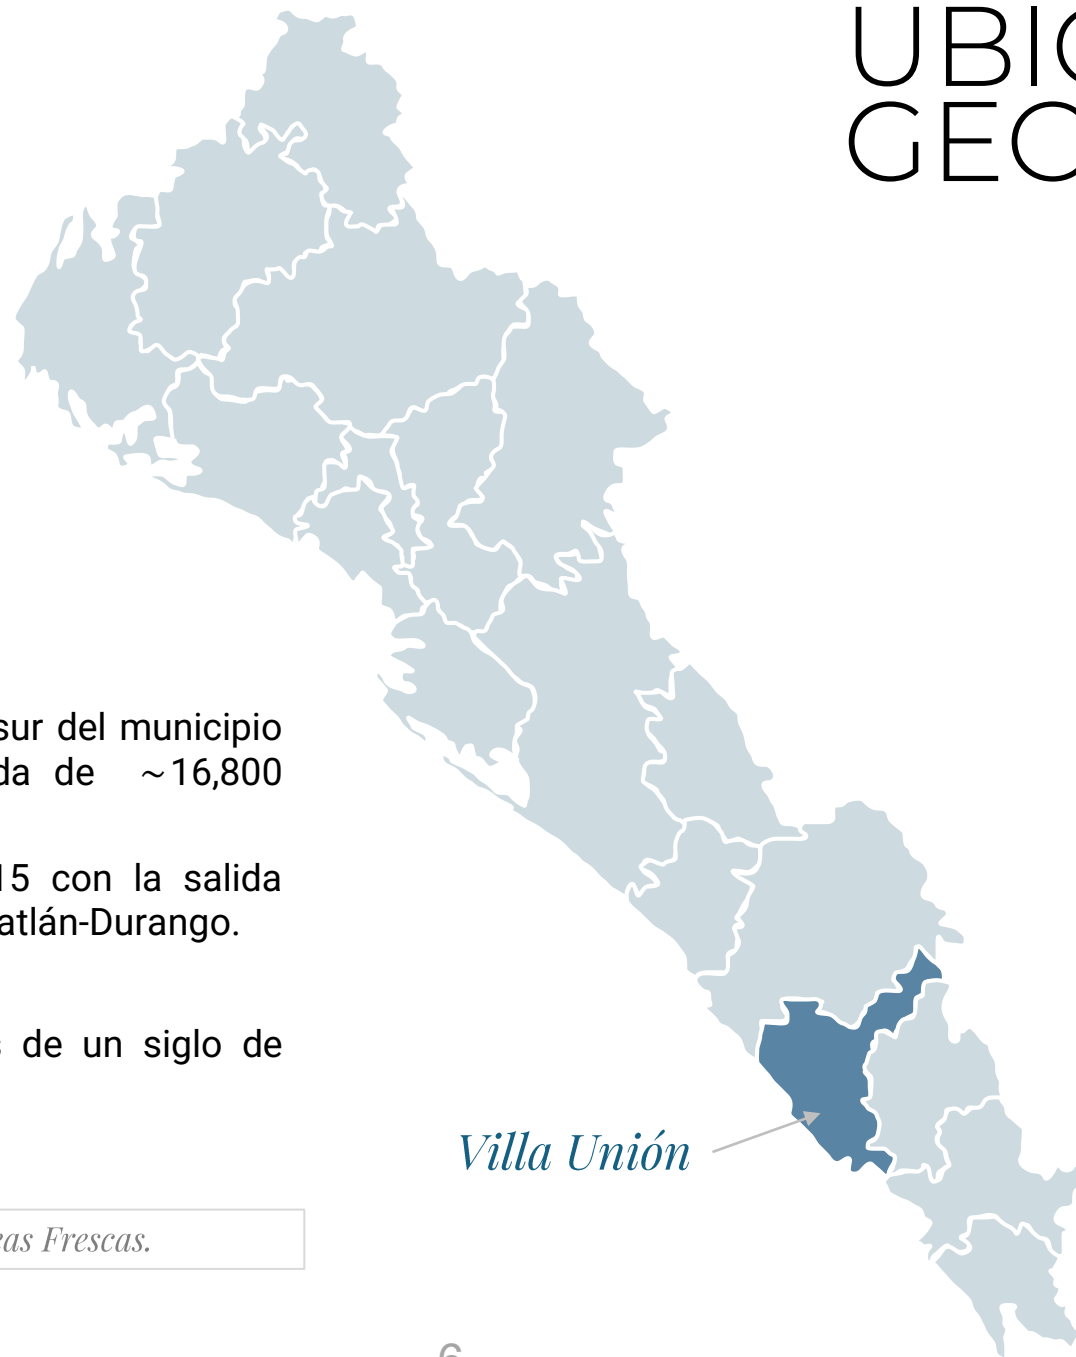 UBIC
GEO
sur del municipio
da de ~16,800
15 con la salida
atlán-Durango.
de un siglo de
Villa Unión
as Frescas.
6